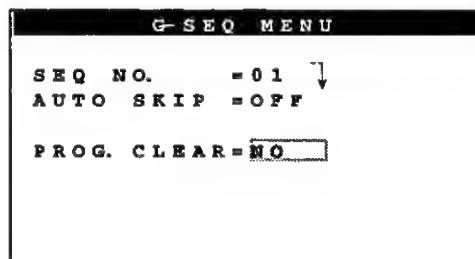 G-SEQ MENU
SEQ NO. =01
AUTO SKIP =OFF
PROG. CLEAR=NO